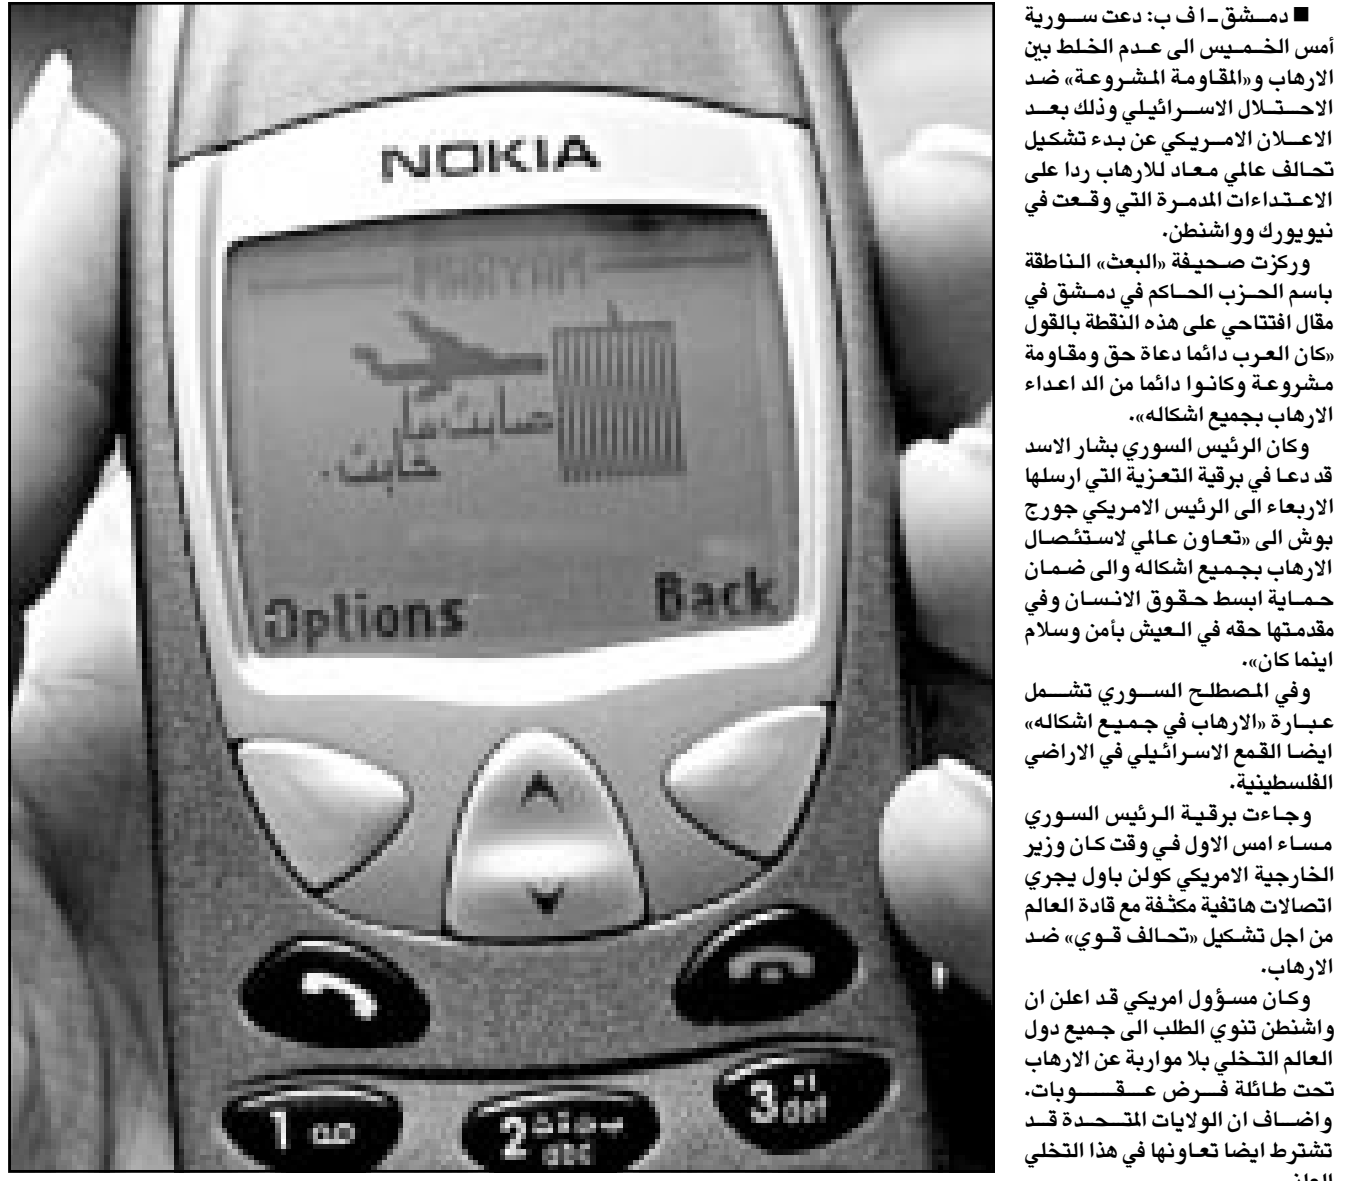 ■ دمشق ـ ا ف ب: دعت سورية
أمس الخميس الى عدم الخلط بين
الارهاب و«المقاومة المشروعة» ضد
الاحتلال الاسرائيلي وذلك بعد
الاعلان الامريكي عن بدء تشكيل
تحالف عالمي معاد للارهاب ردا على
الاعتداءات المدمرة التي وقعت في
نيويورك وواشنطن.
وركزت صحيفة «البعث» الناطقة
باسم الحزب الحاكم في دمشق في
مقال افتتاحي على هذه النقطة بالقول
«كان العرب دائما دعاة حق ومقاومة
مشروعة وكانوا دائما من الد اعداء
الارهاب بجميع اشكاله».
وكان الرئيس السوري بشار الاسد
قد دعا في برقية التعزية التي ارسلها
الاربعاء الى الرئيس الامريكي جورج
بوش الى «تعاون عالمي لاستئصال
الارهاب بجميع اشكاله والى ضمان
حماية ابسط حقوق الانسان وفي
مقدمتها حقه في العيش بأمن وسلام
اينما كان».
وفي المصطلح السوري تشمل
عبارة «الارهاب في جميع اشكاله»
ايضا القمع الاسرائيلي في الاراضي
الفلسطينية.
وجاءت برقية الرئيس السوري
مساء امس الاول في وقت كان وزير
الخارجية الامريكي كولن باول يجري
اتصالات هاتفية مكثفة مع قادة العالم
من اجل تشكيل «تحالف قوي» ضد
الارهاب.
وكان مسؤول امريكي قد اعلن ان
واشنطن تنوي الطلب الى جميع دول
العالم التخلي بلا مواربة عن الارهاب
تحت طائلة فرض عقوبات.
واضاف ان الولايات المتحدة قد
تشترط ايضا تعاونها في هذا التخلي
NOKIA
صابت مّا
خابت.
Options Back
1
2 abc
3 def